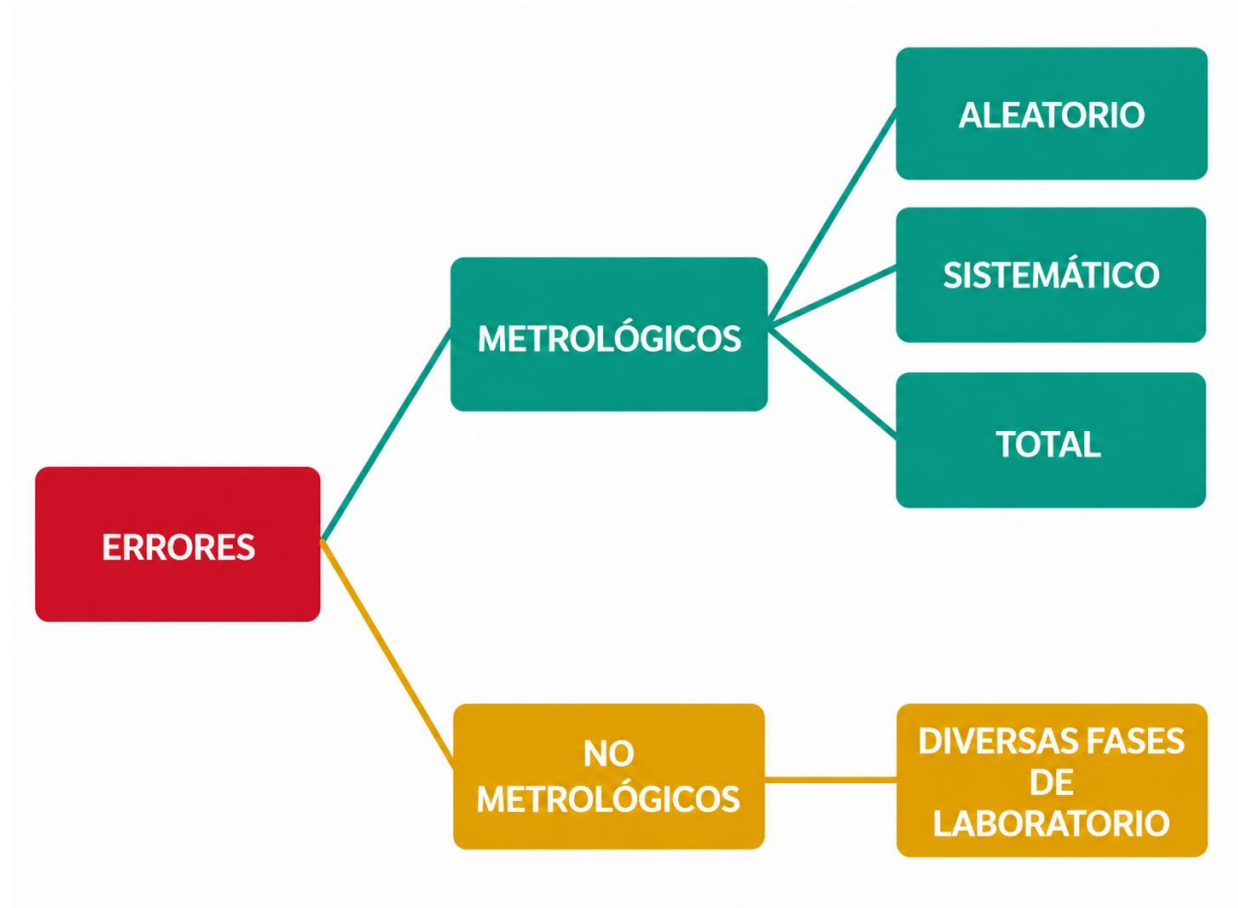 ERRORES
METROLÓGICOS
ALEATORIO
SISTEMÁTICO
TOTAL
NO
METROLÓGICOS
DIVERSAS FASES
DE
LABORATORIO